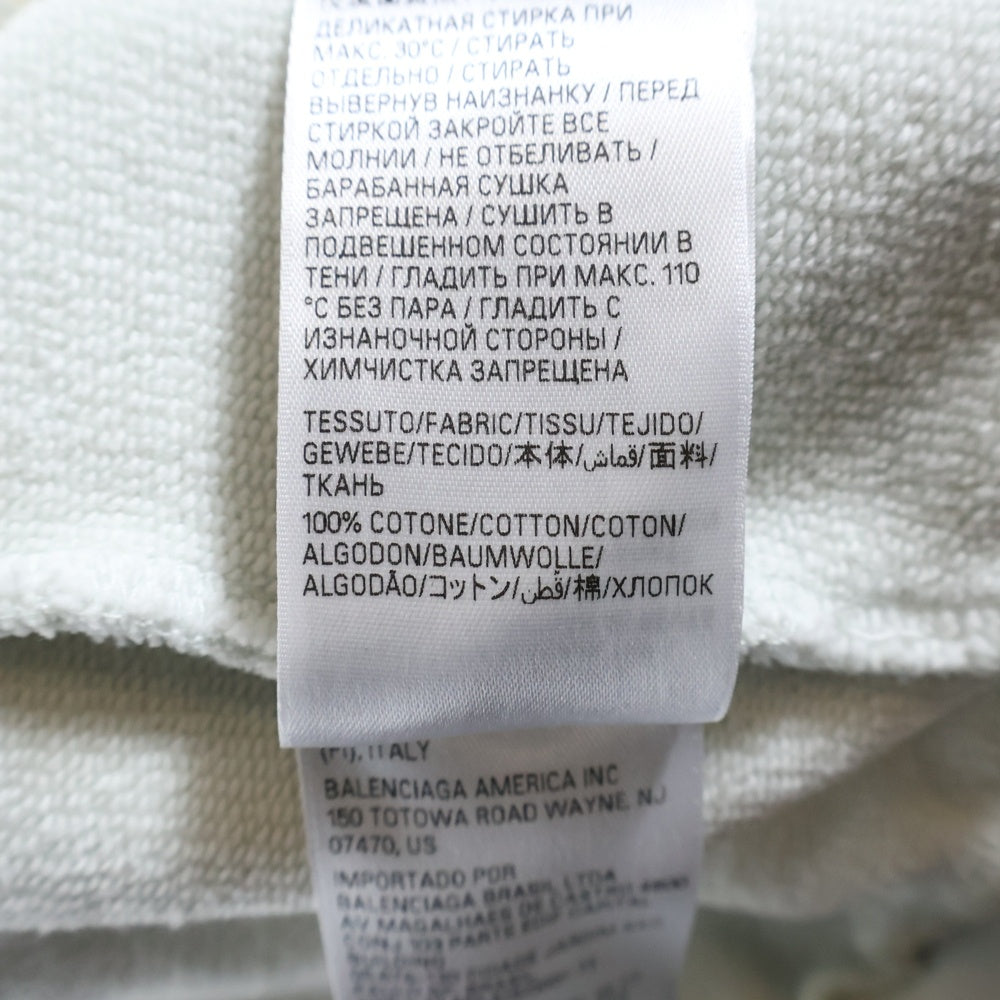 ДЕЛИКАТНАЯ СТИРКА ПРИ
МАКС. 30°C / СТИРАТЬ
ОТДЕЛЬНО / СТИРАТЬ
ВЫВЕРНУВ НАИЗНАНКУ / ПЕРЕД
СТИРКОЙ ЗАКРОЙТЕ ВСЕ
МОЛНИИ / НЕ ОТБЕЛИВАТЬ /
БАРАБАННАЯ СУШКА
ЗАПРЕЩЕНА / СУШИТЬ В
ПОДВЕШЕННОМ СОСТОЯНИИ В
ТЕНИ / ГЛАДИТЬ ПРИ МАКС. 110
°C БЕЗ ПАРА / ГЛАДИТЬ С
ИЗНАНОЧНОЙ СТОРОНЫ /
ХИМЧИСТКА ЗАПРЕЩЕНА
TESSUTO/FABRIC/TISSU/TEJIDO/
GEWEBE/TECIDO/本体/قماش/面料/
ТКАНЬ
100% COTONE/COTTON/COTON/
ALGODON/BAUMWOLLE/
ALGODÃO/コットン/قطن/棉/ХЛОПОК
(FI), ITALY
BALENCIAGA AMERICA INC
150 TOTOWA ROAD WAYNE, NJ
07470, US
IMPORTADO POR
BALENCIAGA BRASIL LTDA
AV MAGALHAES DE CASTRO